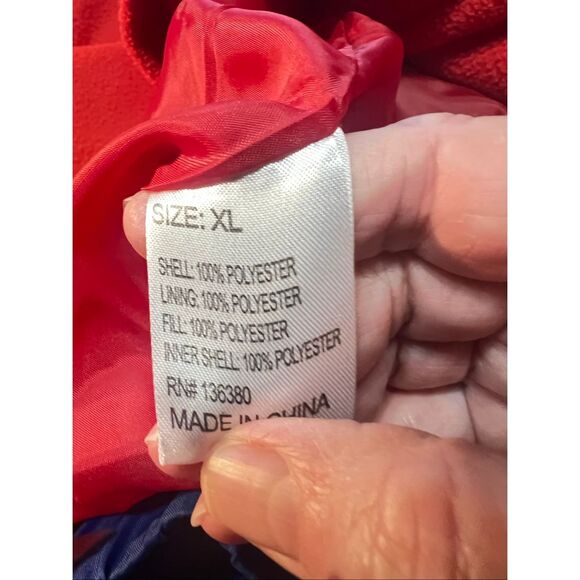 SIZE: XL
SHELL: 100% POLYESTER
LINING: 100% POLYESTER
FILL: 100% POLYESTER
INNER SHELL: 100% POLYESTER
RN# 136380
MADE IN CHINA